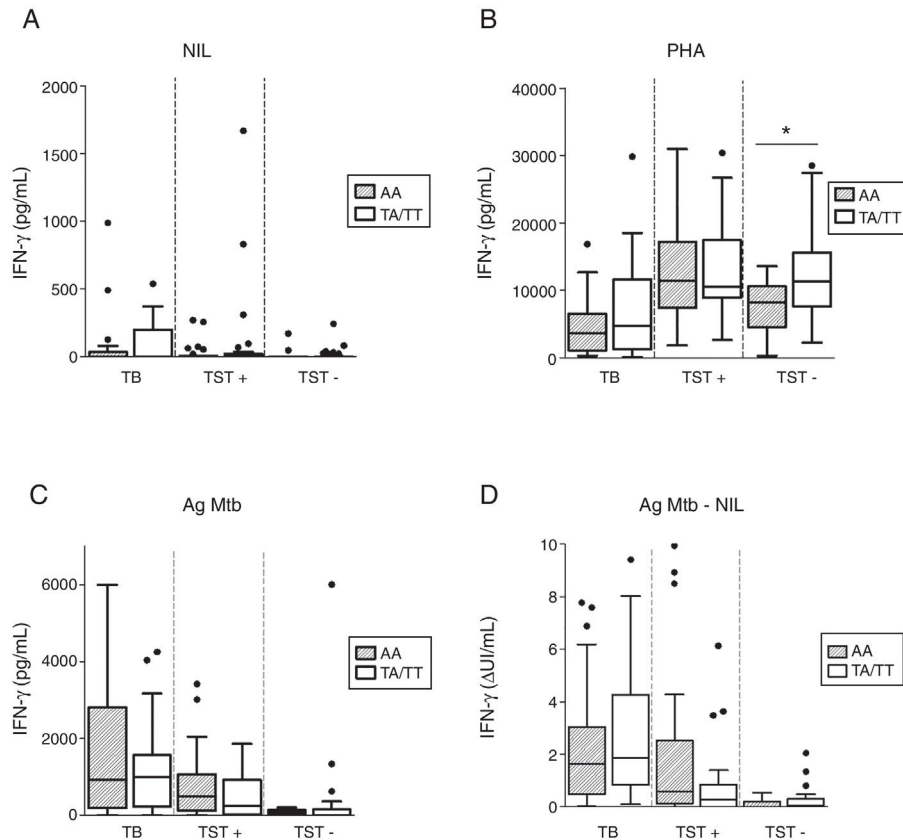 A
NIL
IFN-γ (pg/mL)
2000
1500
1000
500
0
TB
TST +
TST -
AA
TA/TT
B
PHA
IFN-γ (pg/mL)
40000
30000
20000
10000
0
*
TB
TST +
TST -
AA
TA/TT
C
Ag Mtb
IFN-γ (pg/mL)
6000
4000
2000
0
TB
TST +
TST -
AA
TA/TT
D
Ag Mtb - NIL
IFN-γ (ΔUI/mL)
10
8
6
4
2
0
TB
TST +
TST -
AA
TA/TT